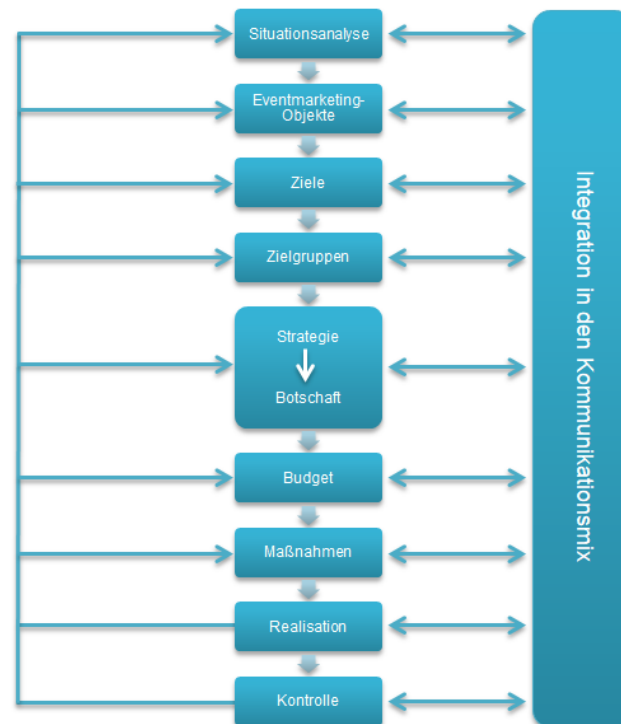 Situationsanalyse
Eventmarketing-
Objekte
Ziele
Zielgruppen
Strategie
Botschaft
Budget
Maßnahmen
Realisation
Kontrolle
Integration in den Kommunikationsmix